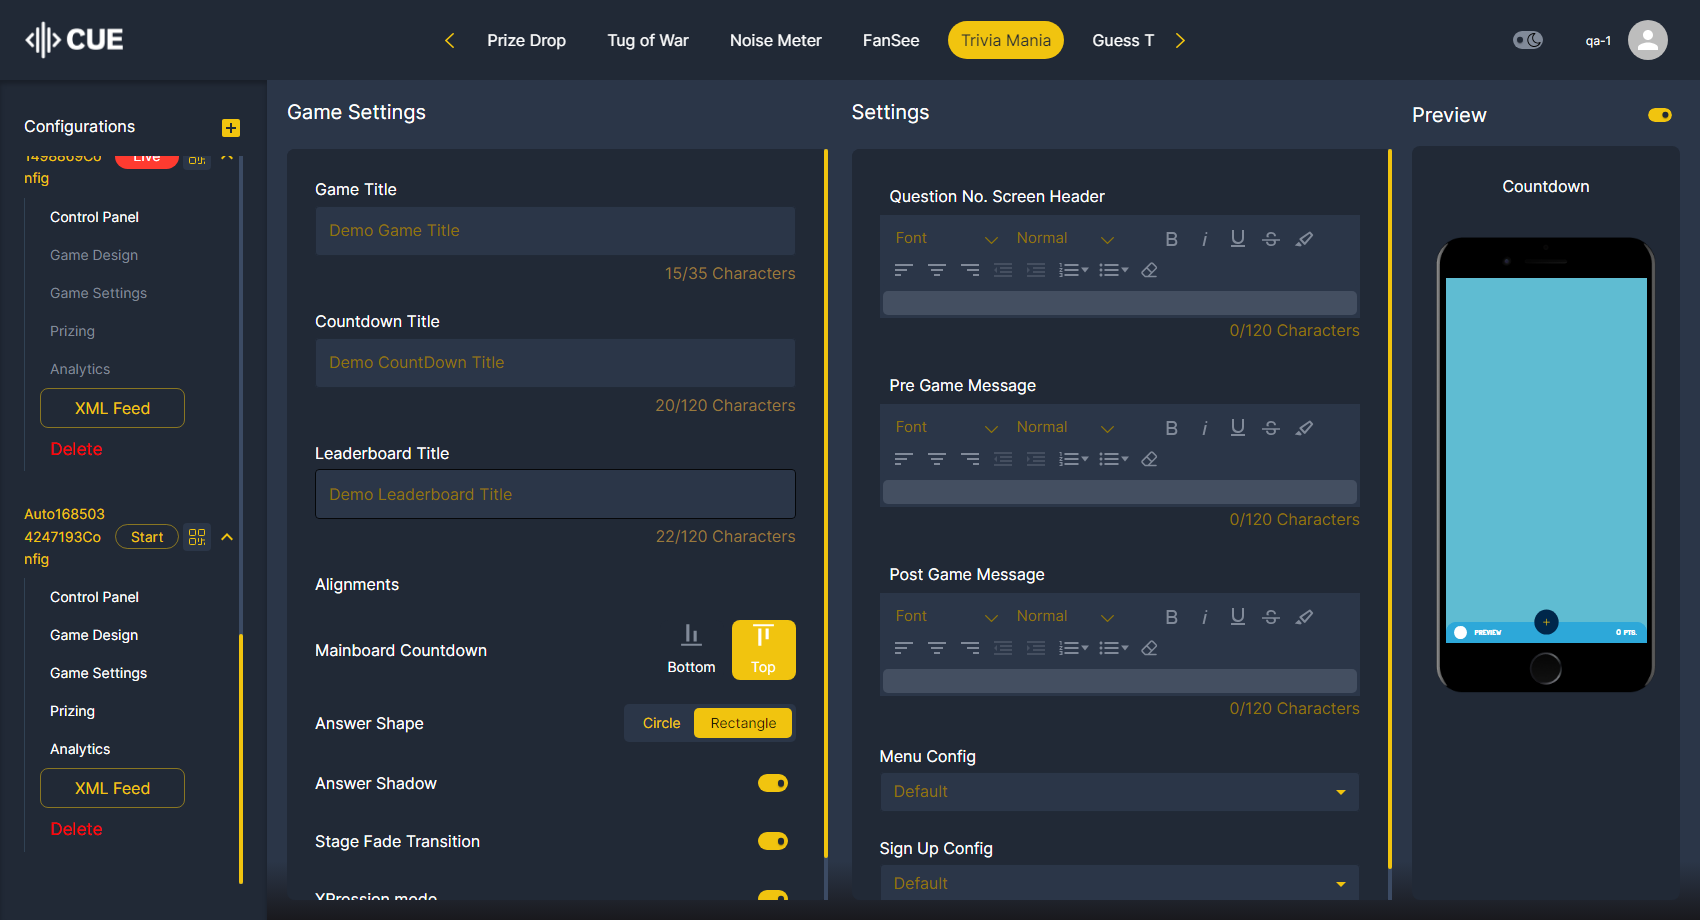 CUE
Prize Drop
Tug of War
Noise Meter
FanSee
Trivia Mania
Guess T
qa-1
Configurations
1498869Co
nfig
Live
Control Panel
Game Design
Game Settings
Prizing
Analytics
XML Feed
Delete
Auto168503
4247193Co
nfig
Start
Control Panel
Game Design
Game Settings
Prizing
Analytics
XML Feed
Delete
Game Settings
Game Title
Demo Game Title
15/35 Characters
Countdown Title
Demo CountDown Title
20/120 Characters
Leaderboard Title
Demo Leaderboard Title
22/120 Characters
Alignments
Mainboard Countdown
Bottom
Top
Answer Shape
Circle
Rectangle
Answer Shadow
Stage Fade Transition
XPression mode
Settings
Question No. Screen Header
Font
Normal
B i U S
0/120 Characters
Pre Game Message
Font
Normal
B i U S
0/120 Characters
Post Game Message
Font
Normal
B i U S
0/120 Characters
Menu Config
Default
Sign Up Config
Default
Preview
Countdown
PREVIEW
0 PTS.